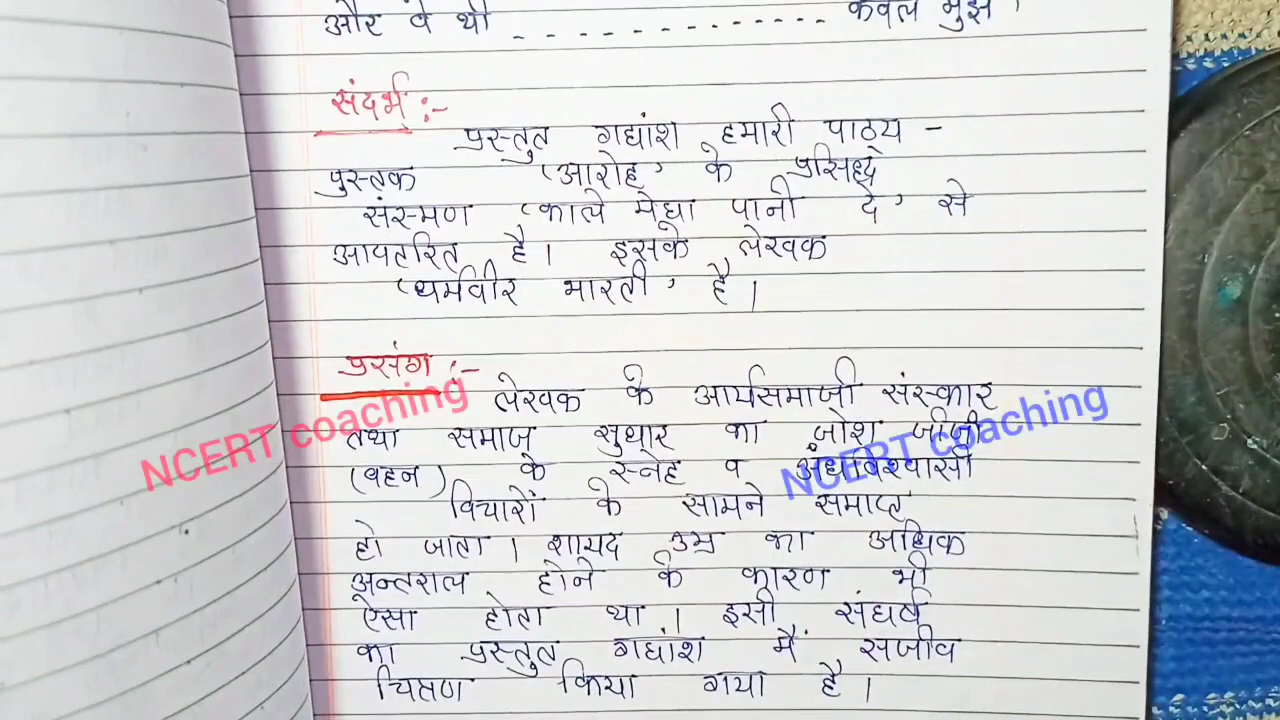 और वे थी - - - - - - - - - - - - केवल मुझे।
संदर्भ :-
प्रस्तुत गद्यांश हमारी पाठ्य -
पुस्तक 'आरोह' के प्रसिद्ध
संस्मण 'काले मेघा पानी दे' से
आवतरित है। इसके लेखक
'धर्मवीर भारती' है।
प्रसंग :-
लेखक के आर्यसमाजी संस्कार
तथा समाज सुधार का जोश जीजी
(बहन) के स्नेह व अंधविश्वासी
विचारों के सामने समाप्त
हो जाता। शायद उम्र का अधिक
अन्तराल होने के कारण भी
ऐसा होता था। इसी संघर्ष
का प्रस्तुत गद्यांश में सजीव
चित्रण किया गया है।
NCERT coaching
NCERT coaching